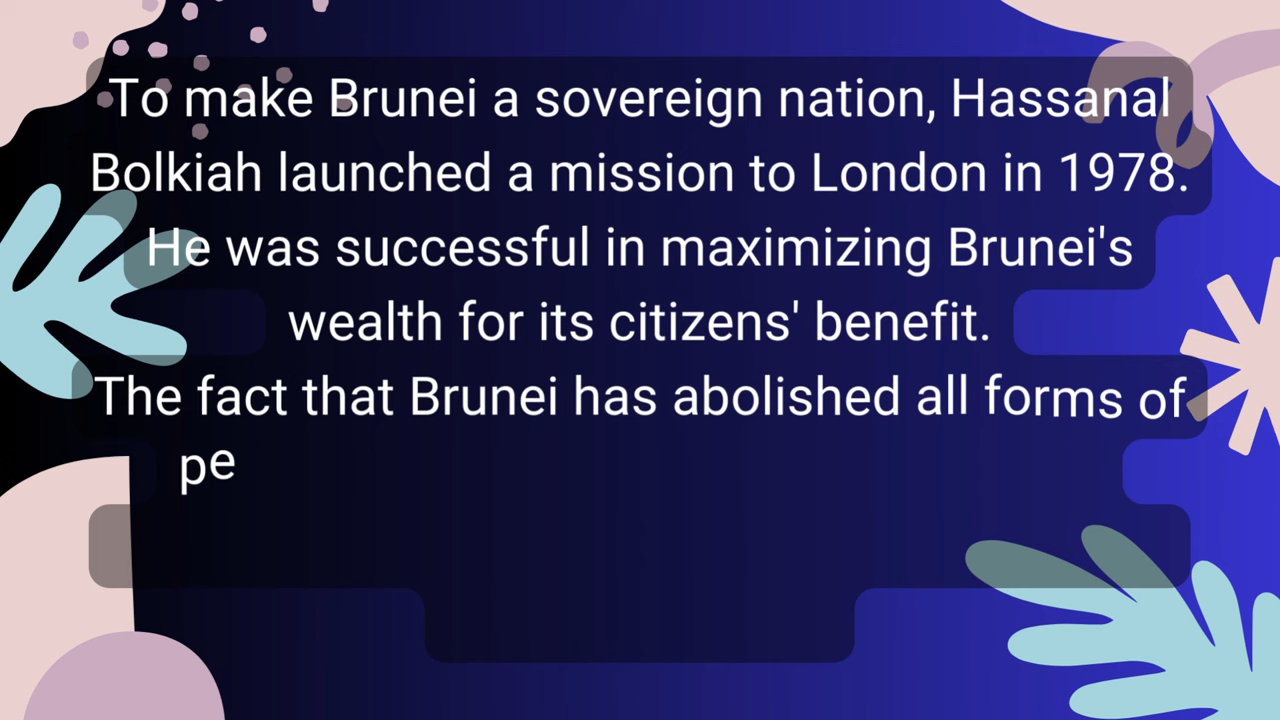 To make Brunei a sovereign nation, Hassanal
Bolkiah launched a mission to London in 1978.
He was successful in maximizing Brunei's
wealth for its citizens' benefit.
The fact that Brunei has abolished all forms of
pe